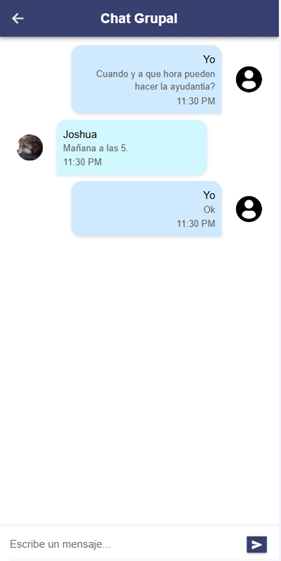 Chat Grupal
Yo
Cuando y a que hora pueden
hacer la ayudantia?
11:30 PM
Joshua
Mañana a las 5.
11:30 PM
Yo
Ok
11:30 PM
Escribe un mensaje...